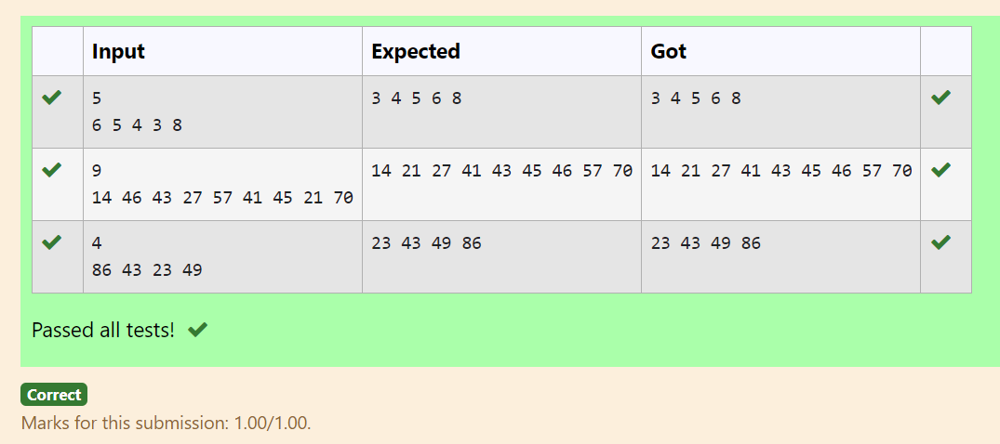 Input Expected Got
5 3 4 5 6 8 3 4 5 6 8
6 5 4 3 8
9 14 21 27 41 43 45 46 57 70 14 21 27 41 43 45 46 57 70
14 46 43 27 57 41 45 21 70
4 23 43 49 86 23 43 49 86
86 43 23 49
Passed all tests!
Correct
Marks for this submission: 1.00/1.00.